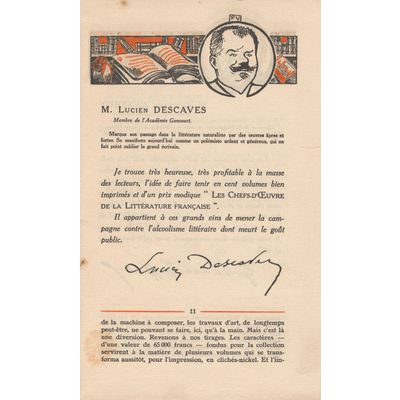 P.V
M. Lucien DESCAVES
Membre de l'Académie Goncourt.
Marqua son passage dans la littérature naturaliste par des œuvres âpres et
fortes. Se manifeste aujourd'hui comme un polémiste ardent et généreux, qui ne
fait point oublier le grand écrivain.
Je trouve très heureuse, très profitable à la masse
des lecteurs, l'idée de faire tenir en cent volumes bien
imprimés et d'un prix modique " Les Chefs-d'Œuvre
de la Littérature française ".
Il appartient à ces grands vins de mener la cam-
pagne contre l'alcoolisme littéraire dont meurt le goût
public.
Lucien Descaves
11
de la machine à composer, les travaux d'art, de longtemps
peut-être, ne pouvant se faire, ici, qu'à la main. Mais c'est là
une diversion. Revenons à nos tirages. Les caractères —
d'une valeur de 65 000 francs — fondus pour la collection
servirent à la matière de plusieurs volumes qui se trans-
forma aussitôt, pour l'impression, en clichés-nickel. Et l'im-